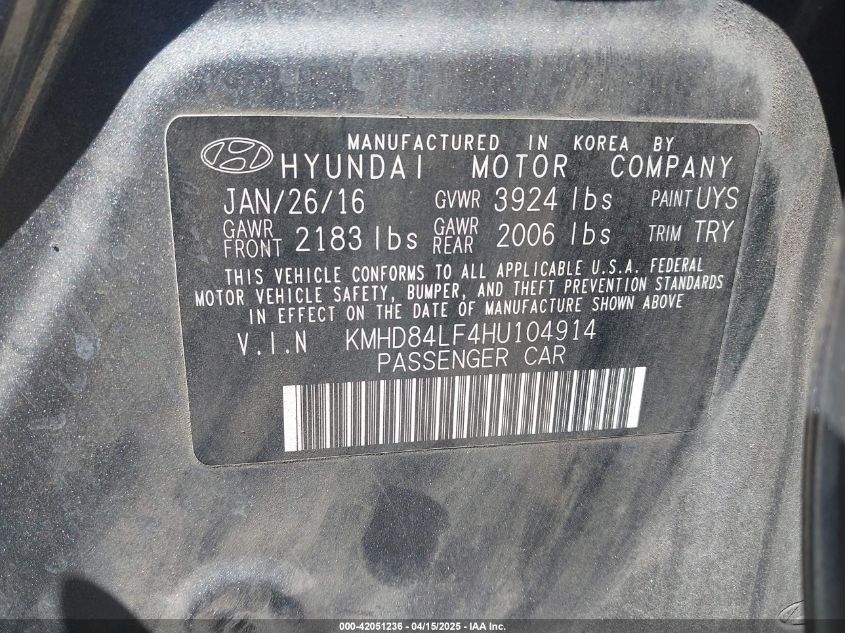 MANUFACTURED IN KOREA BY
HYUNDAI MOTOR COMPANY
JAN/26/16 GVWR 3924 lbs PAINT UYS
GAWR FRONT 2183 lbs GAWR REAR 2006 lbs TRIM TRY
THIS VEHICLE CONFORMS TO ALL APPLICABLE U.S.A. FEDERAL
MOTOR VEHICLE SAFETY, BUMPER, AND THEFT PREVENTION STANDARDS
IN EFFECT ON THE DATE OF MANUFACTURE SHOWN ABOVE
V.I.N KMHD84LF4HU104914
PASSENGER CAR
000-42051236 - 04/15/2025 - IAA Inc.